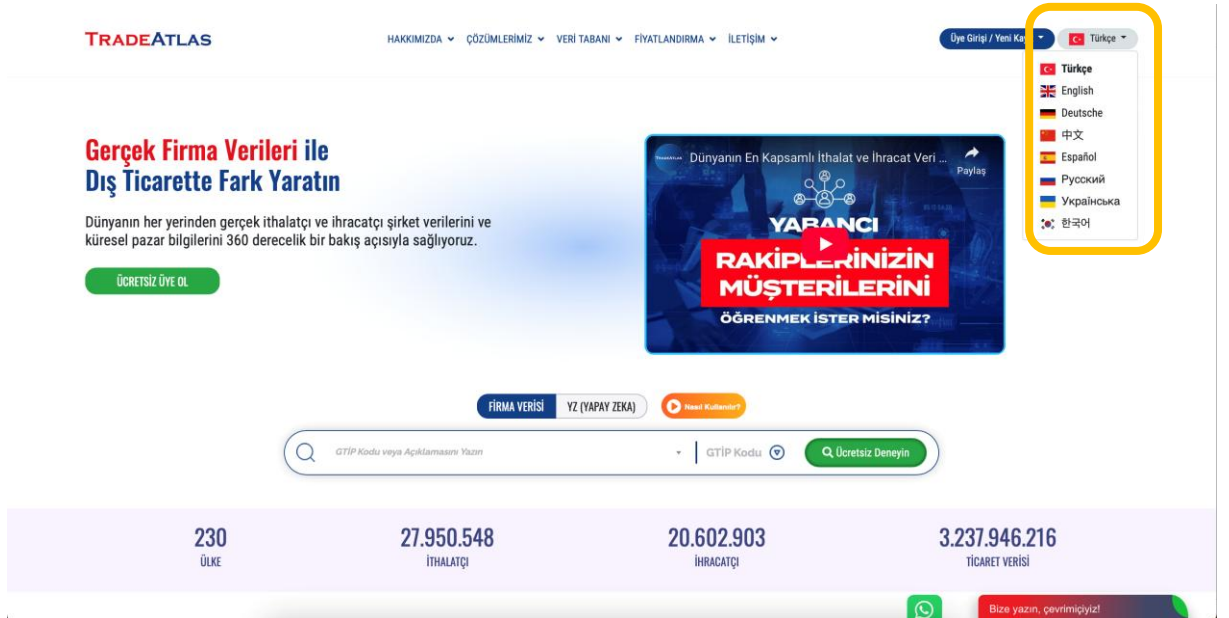 TRADEATLAS
HAKKIMIZDA ÇÖZÜMLERİMİZ VERİ TABANI FİYATLANDIRMA İLETİŞİM
Üye Girişi / Yeni
Türkçe
Türkçe
English
Deutsche
中文
Español
Русский
Українська
한국어
Gerçek Firma Verileri ile
Dış Ticarette Fark Yaratın
Dünyanın her yerinden gerçek ithalatçı ve ihracatçı şirket verilerini ve
küresel pazar bilgilerini 360 derecelik bir bakış açısıyla sağlıyoruz.
ÜCRETSİZ ÜYE OL
Dünyanın En Kapsamlı İthalat ve İhracat Veri ...
Paylaş
YABANCI
RAKİPLERİNİZİN
MÜŞTERİLERİNİ
ÖĞRENMEK İSTER MİSİNİZ?
FİRMA VERİSİ YZ (YAPAY ZEKA) Nasıl Kullanılır?
GTİP Kodu veya Açıklamasını Yazın GTİP Kodu Ücretsiz Deneyin
230 27.950.548 20.602.903 3.237.946.216
ÜLKE İTHALATÇI İHRACATÇI TİCARET VERİSİ
Bize yazın, çevrimiçiyiz!